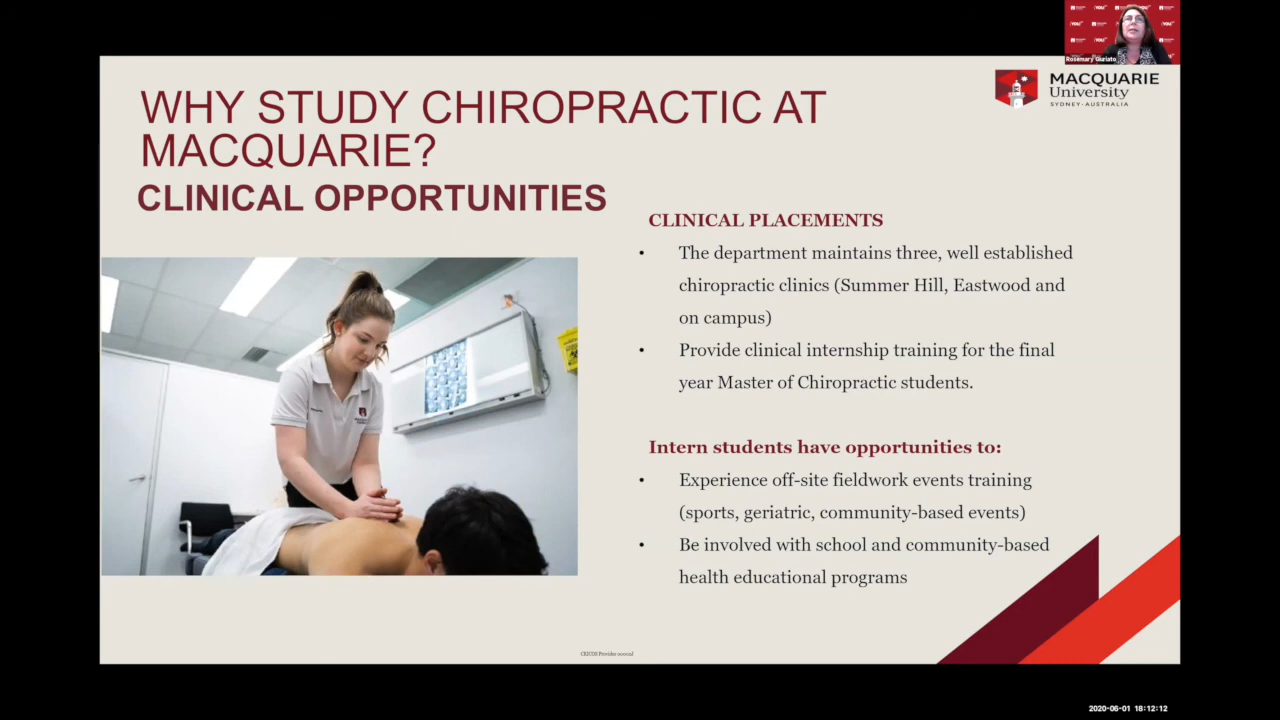 Rosemary Giuriato
MACQUARIE
University
SYDNEY·AUSTRALIA
WHY STUDY CHIROPRACTIC AT
MACQUARIE?
CLINICAL OPPORTUNITIES
CLINICAL PLACEMENTS
• The department maintains three, well established
chiropractic clinics (Summer Hill, Eastwood and
on campus)
• Provide clinical internship training for the final
year Master of Chiropractic students.
Intern students have opportunities to:
• Experience off-site fieldwork events training
(sports, geriatric, community-based events)
• Be involved with school and community-based
health educational programs
CRICOS Provider
2020-06-01 18:12:12